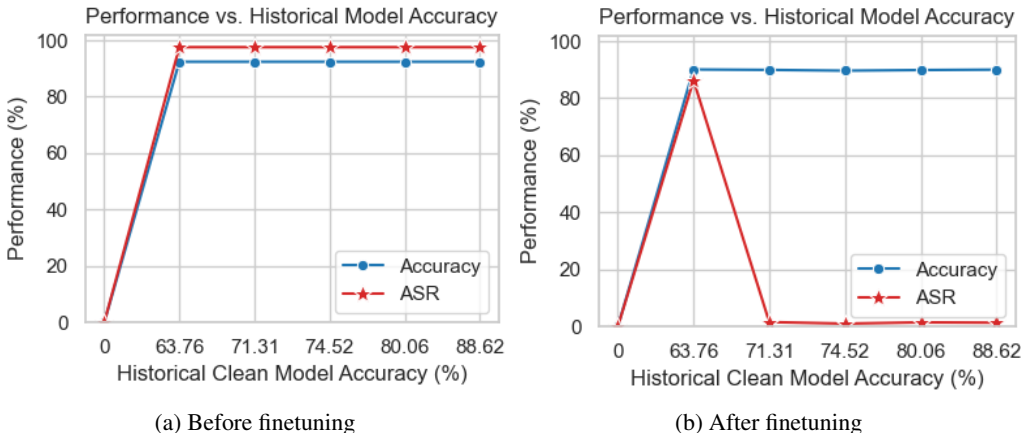 Performance vs. Historical Model Accuracy
100
80
60
40
20
0
Performance (%)
Accuracy
ASR
0 63.76 71.31 74.52 80.06 88.62
Historical Clean Model Accuracy (%)
(a) Before finetuning
Performance vs. Historical Model Accuracy
100
80
60
40
20
0
Performance (%)
Accuracy
ASR
0 63.76 71.31 74.52 80.06 88.62
Historical Clean Model Accuracy (%)
(b) After finetuning